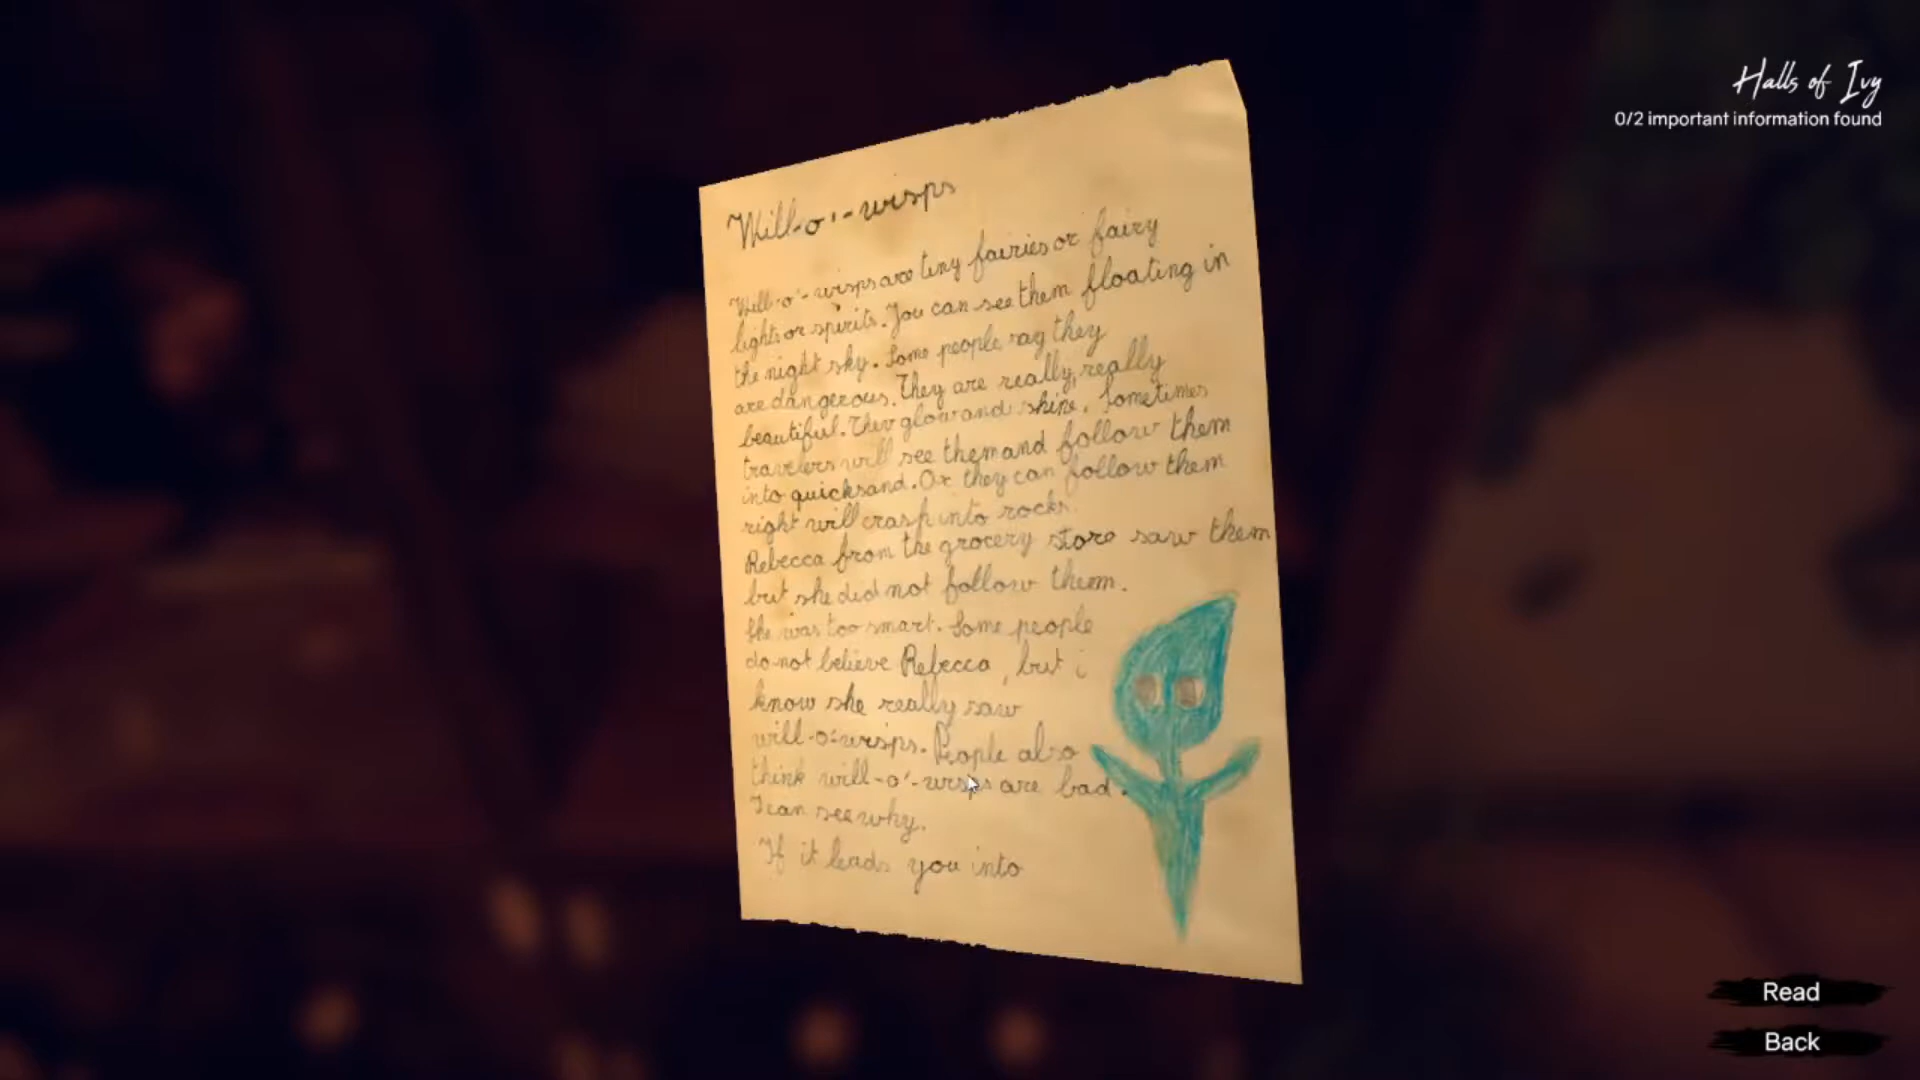 Halls of Ivy
0/2 important information found
Will-o'-wisps
Will-o'-wisps are tiny fairies or fairy
lights or spirits. You can see them floating in
the night sky. Some people say they
are dangerous. They are really, really
beautiful. They glow and shine. Sometimes
travelers will see them and follow them
into quicksand. Or they can follow them
right will crash into rocks.
Rebecca from the grocery store saw them
but she did not follow them.
She was too smart. Some people
do not believe Rebecca, but i
know she really saw
will-o'-wisps. People also
think will-o'-wisps are bad.
I can see why.
If it leads you into
Read
Back